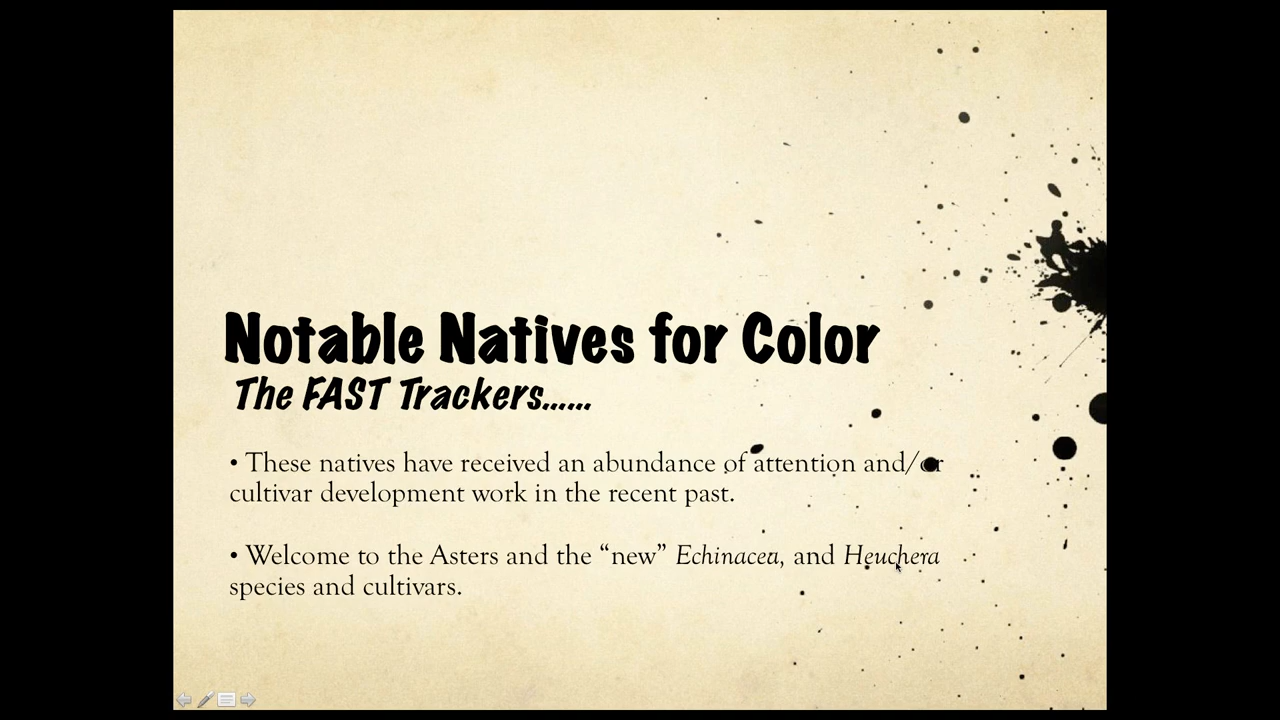 Notable Natives for Color
The FAST Trackers......
• These natives have received an abundance of attention and/or
cultivar development work in the recent past.
• Welcome to the Asters and the “new” Echinacea, and Heuchera
species and cultivars.